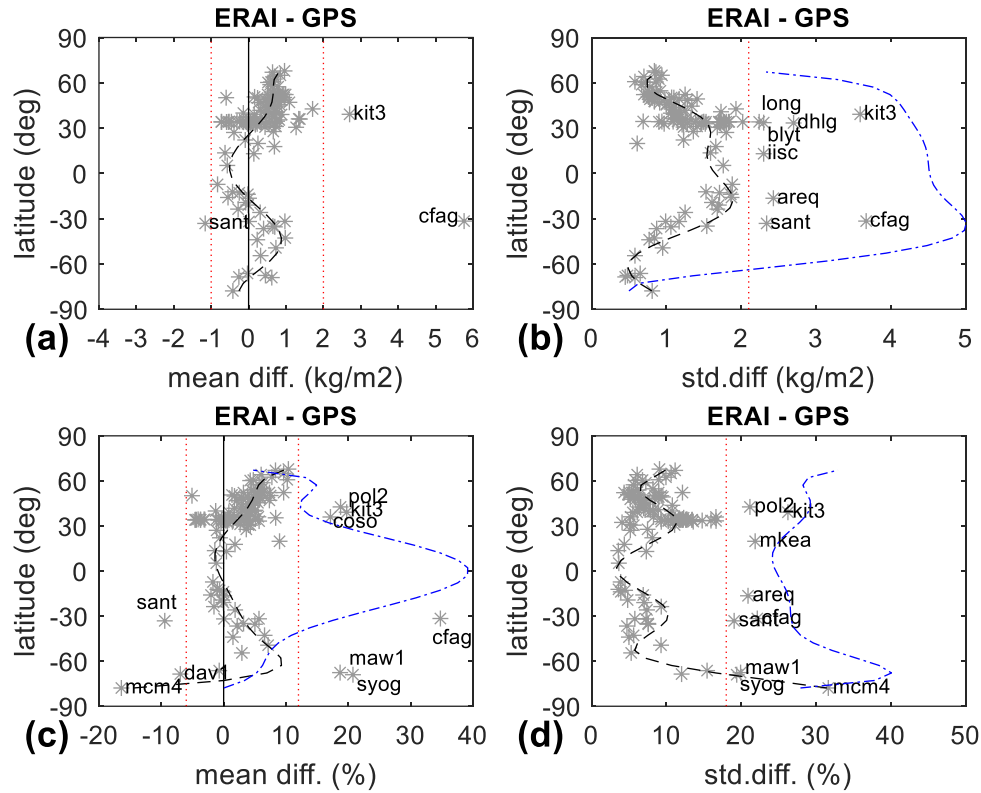 ERAI - GPS
90
60
30
0
-30
-60
-90
latitude (deg)
kit3
sant
cfag
-4 -3 -2 -1 0 1 2 3 4 5 6
(a)
mean diff. (kg/m2)
ERAI - GPS
90
60
30
0
-30
-60
-90
latitude (deg)
long
kit3
dhlg
blyt
iisc
areq
sant
cfag
0 1 2 3 4 5
(b)
std.diff (kg/m2)
ERAI - GPS
90
60
30
0
-30
-60
-90
latitude (deg)
pol2
kit3
coso
sant
cfag
maw1
dav1
syog
mcm4
-20 -10 0 10 20 30 40
(c)
mean diff. (%)
ERAI - GPS
90
60
30
0
-30
-60
-90
latitude (deg)
pol2
kit3
mkea
areq
sant
cfag
maw1
syog
mcm4
0 10 20 30 40 50
(d)
std.diff. (%)